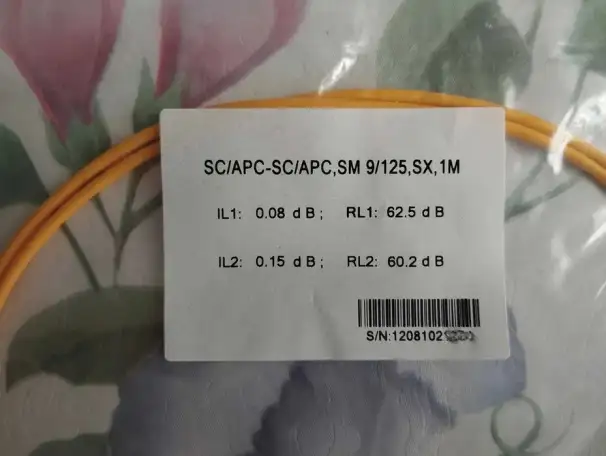 SC/APC-SC/APC,SM 9/125,SX,1M
IL1: 0.08 d B ; RL1: 62.5 d B
IL2: 0.15 d B ; RL2: 60.2 d B
S/N:1208102